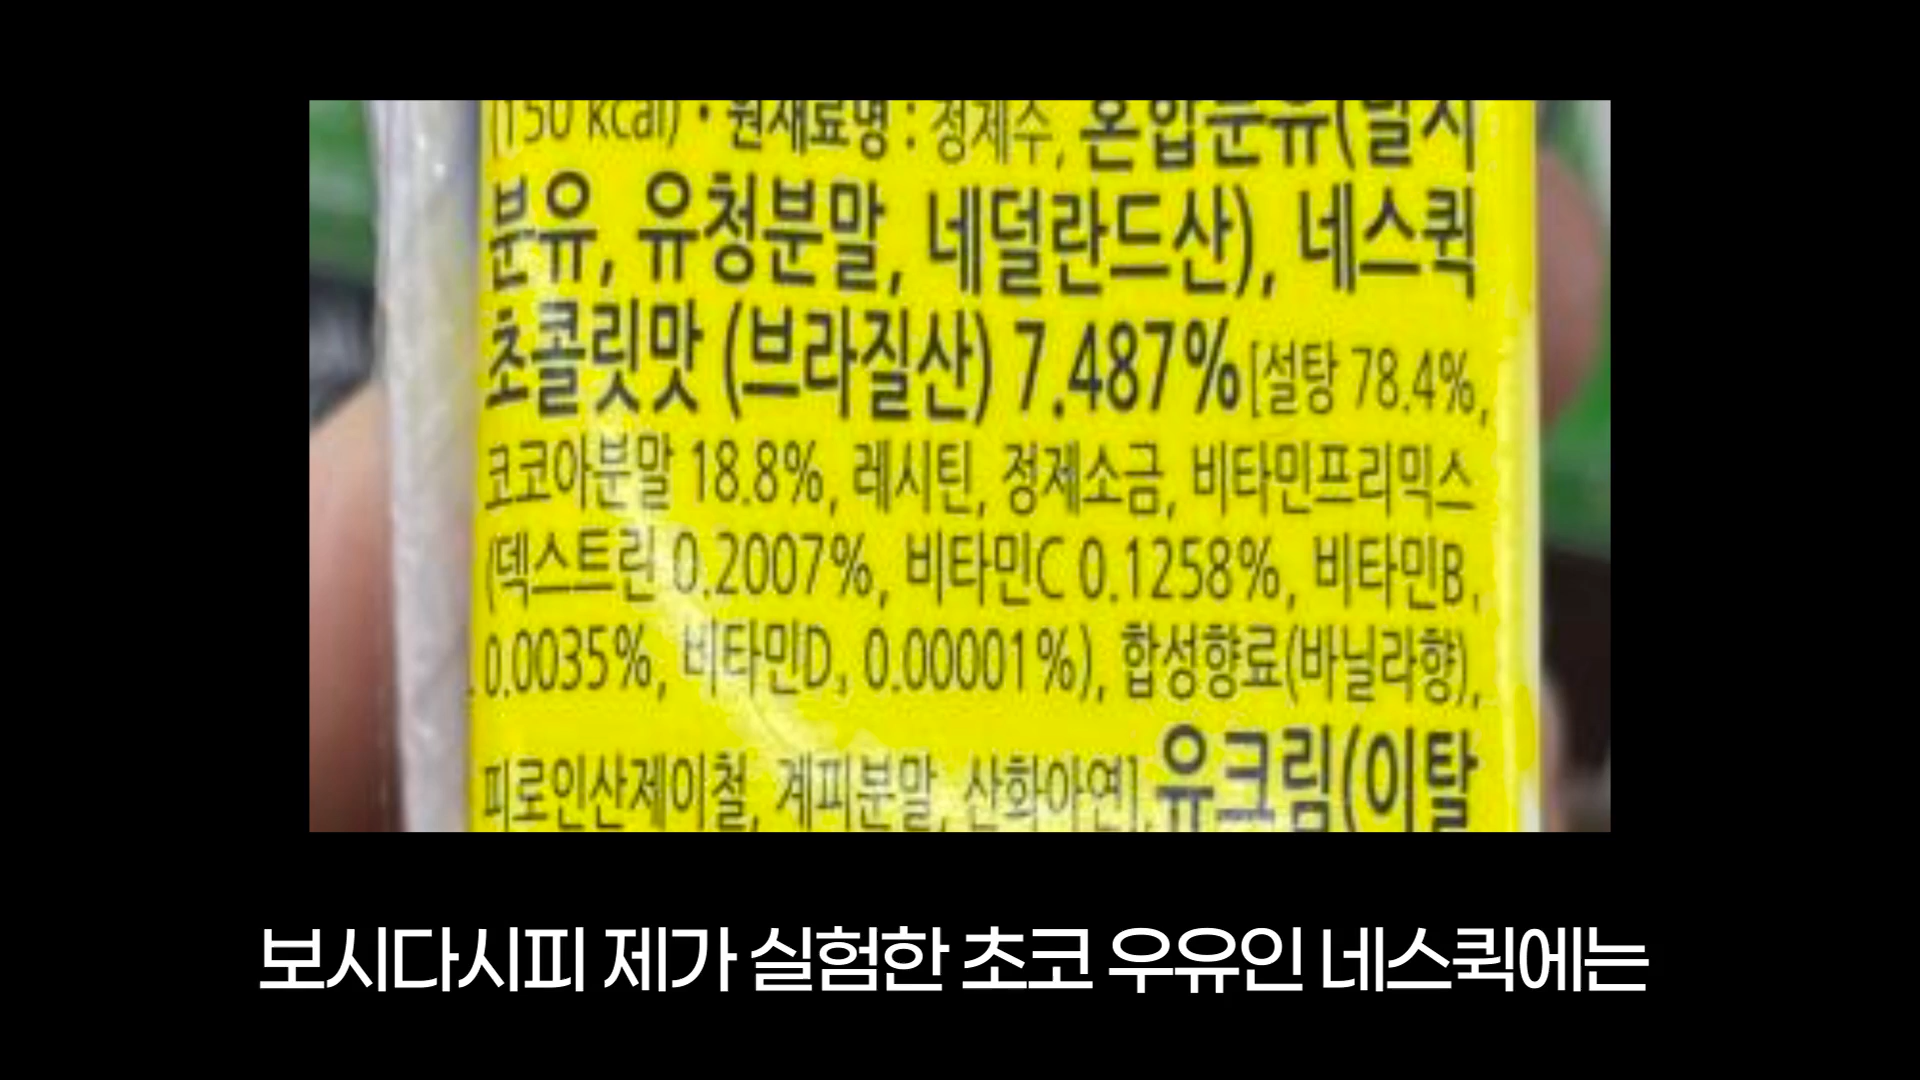 (150 kcal) • 원재료명 : 정제수, 혼합분유(탈지
분유, 유청분말, 네덜란드산), 네스퀵
초콜릿맛 (브라질산) 7.487% [설탕 78.4%,
코코아분말 18.8%, 레시틴, 정제소금, 비타민프리믹스
(덱스트린 0.2007%, 비타민C 0.1258%, 비타민B,
0.0035%, 비타민D, 0.00001%), 합성향료(바닐라향),
피로인산제이철, 계피분말, 산화아연], 유크림(이탈
보시다시피 제가 실험한 초코 우유인 네스퀵에는